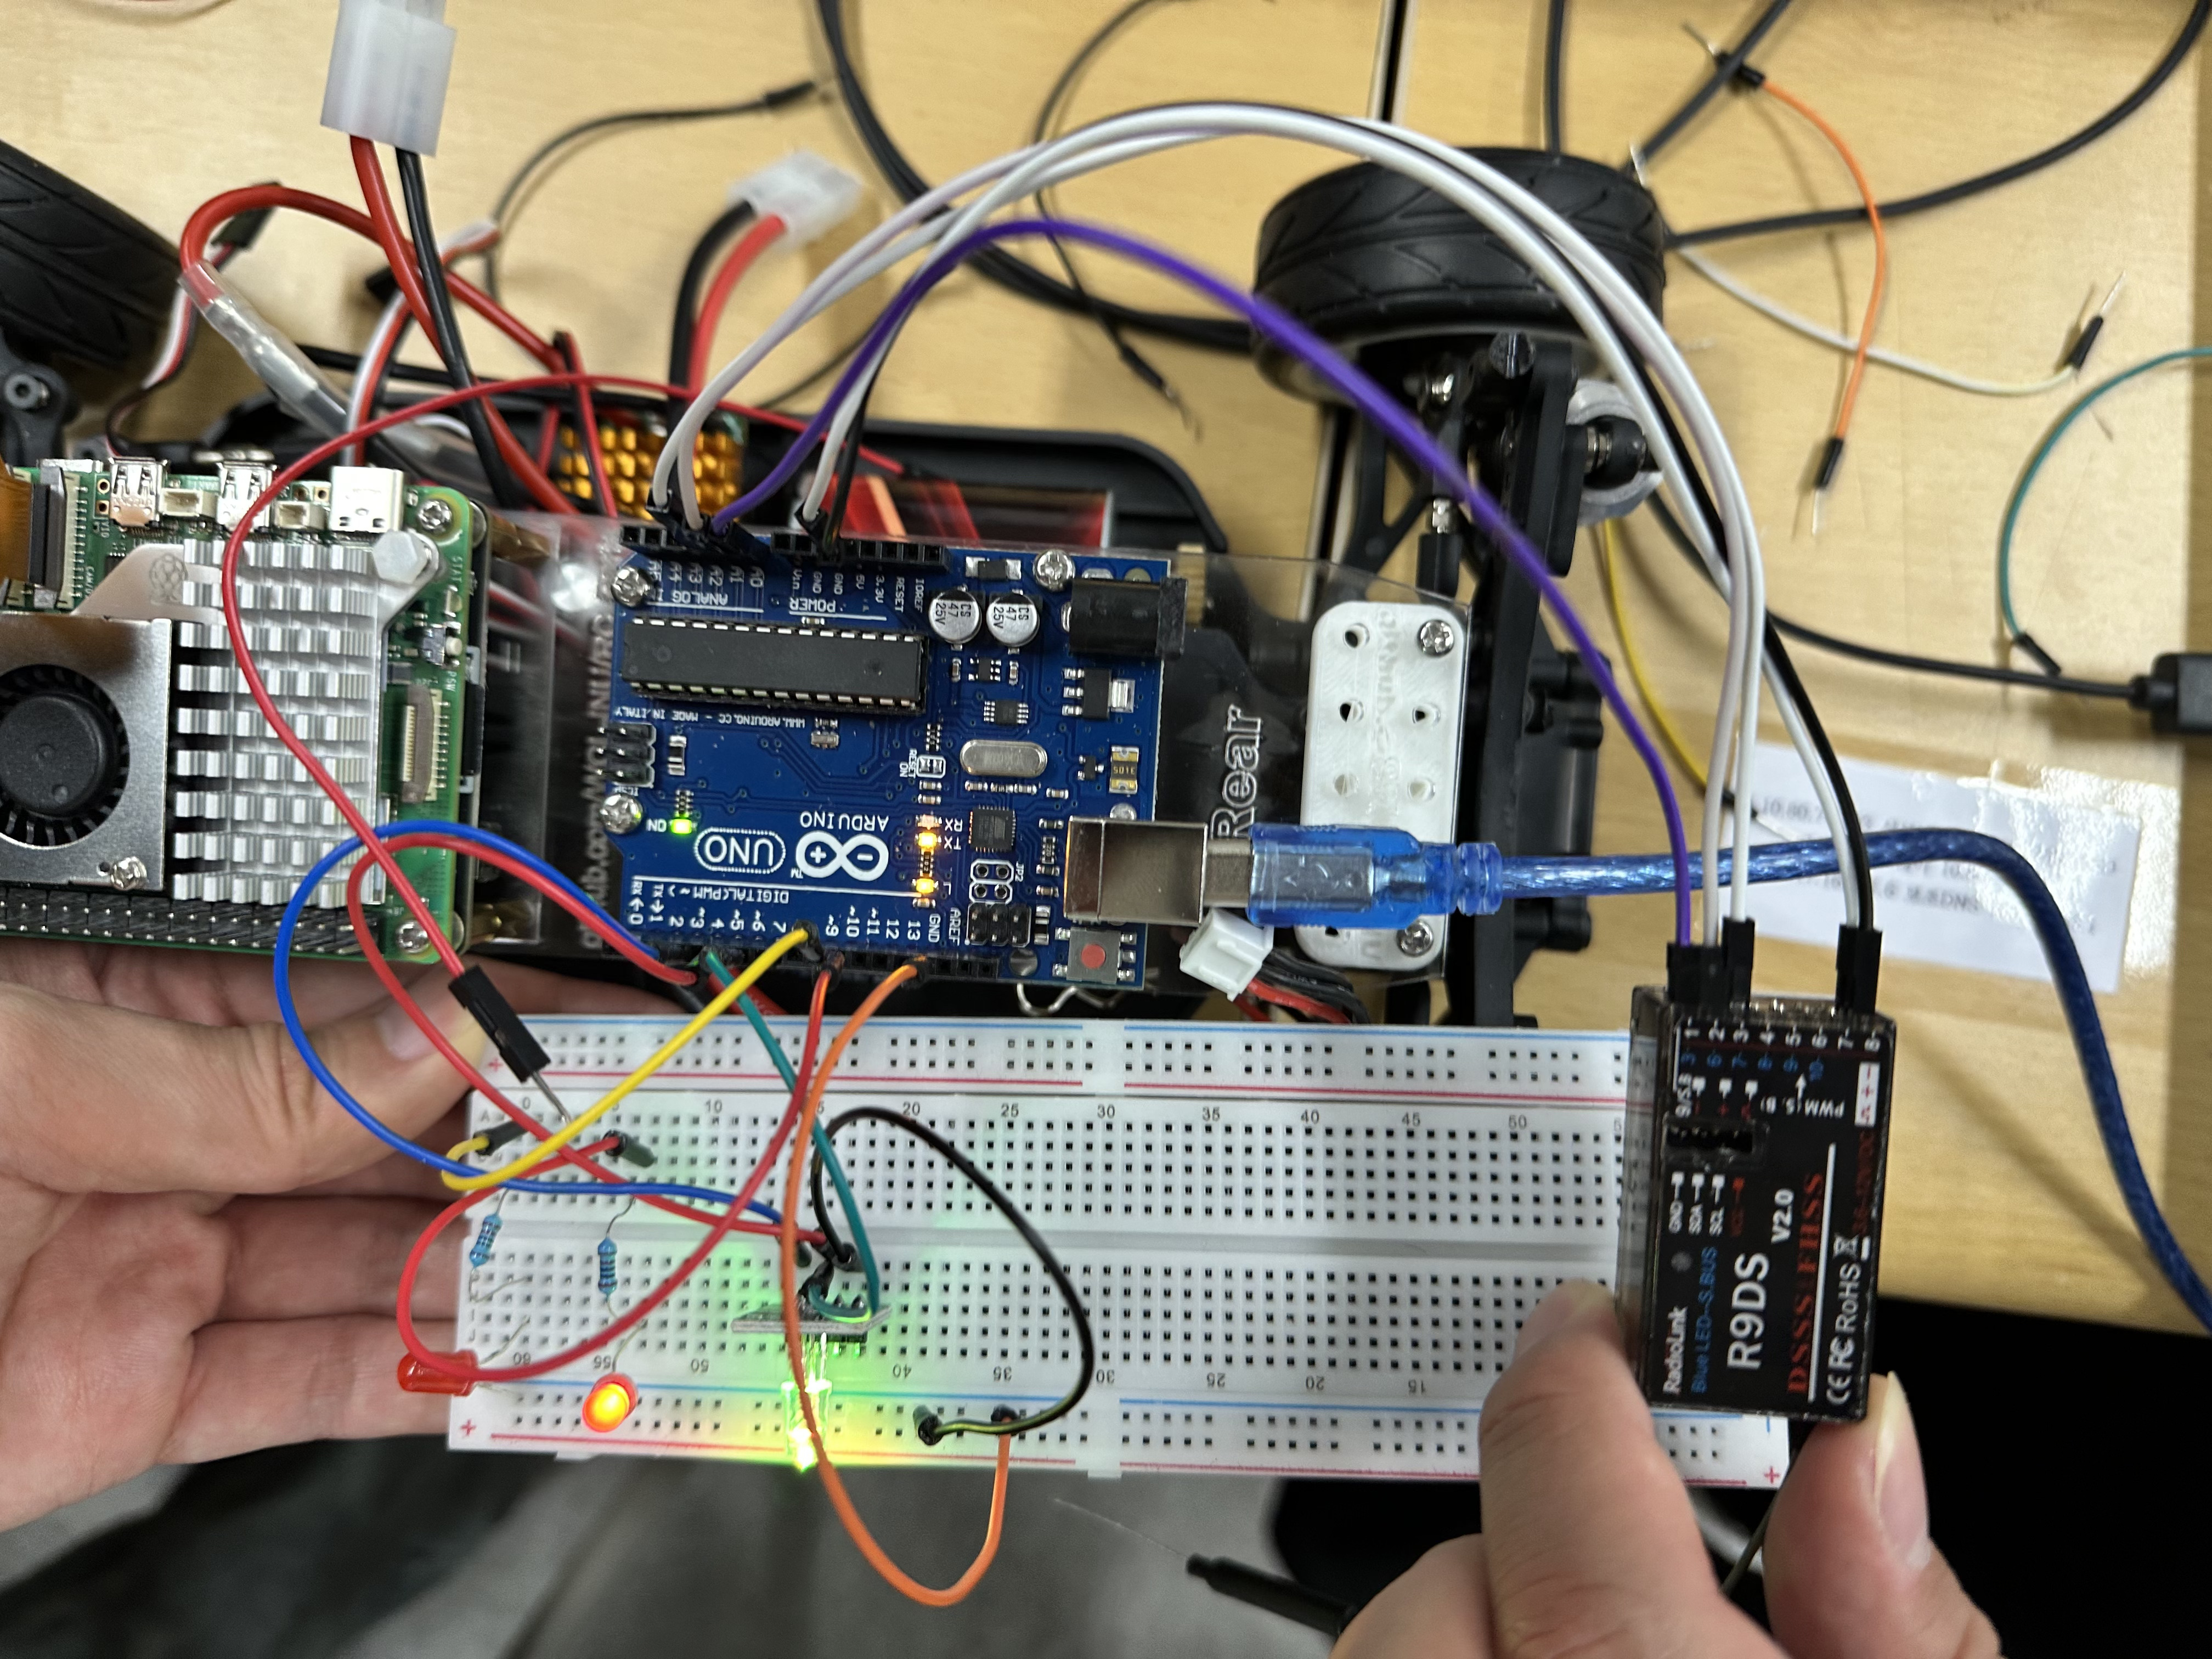 A5
A4
A3
A2
A1
A0
ANALOG IN
Vin
GND
GND
5V
3.3V
RESET
IOREF
POWER
CS
47
25V
CS
47
25V
WWW.ARDUINO.CC - MADE IN ITALY
RESET
ON
RX
TX
L
ARDUINO
UNO
DIGITAL(PWM ~)
RX←0
TX→1
2
~3
4
~5
~6
7
~9
~10
~11
12
13
GND
AREF
501E
Rear
0
10
15
20
25
30
35
40
45
50
60
55
50
40
35
30
25
20
15
1
2
3
4
5
6
7
8
9/S.B
PWM(S.B)
GND
SDA
SCL
RadioLink
Blue LED-S.BUS
R9DS
V2.0
DSSS&FHSS
CE FC RoHS